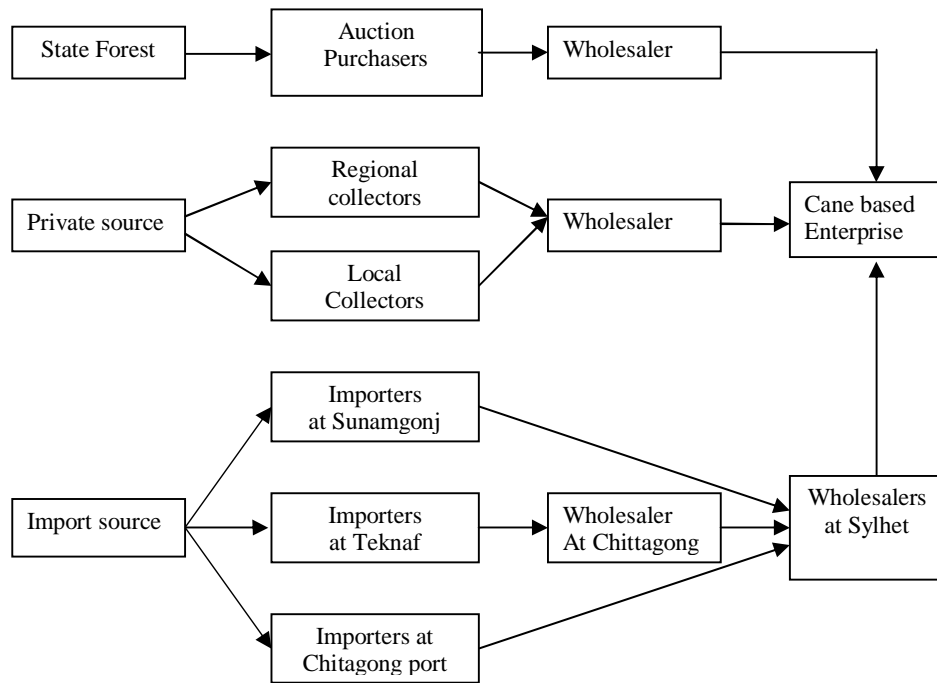 State Forest
Auction
Purchasers
Wholesaler
Private source
Regional
collectors
Local
Collectors
Wholesaler
Cane based
Enterprise
Import source
Importers
at Sunamgonj
Importers
at Teknaf
Wholesaler
At Chittagong
Importers at
Chitagong port
Wholesalers
at Sylhet